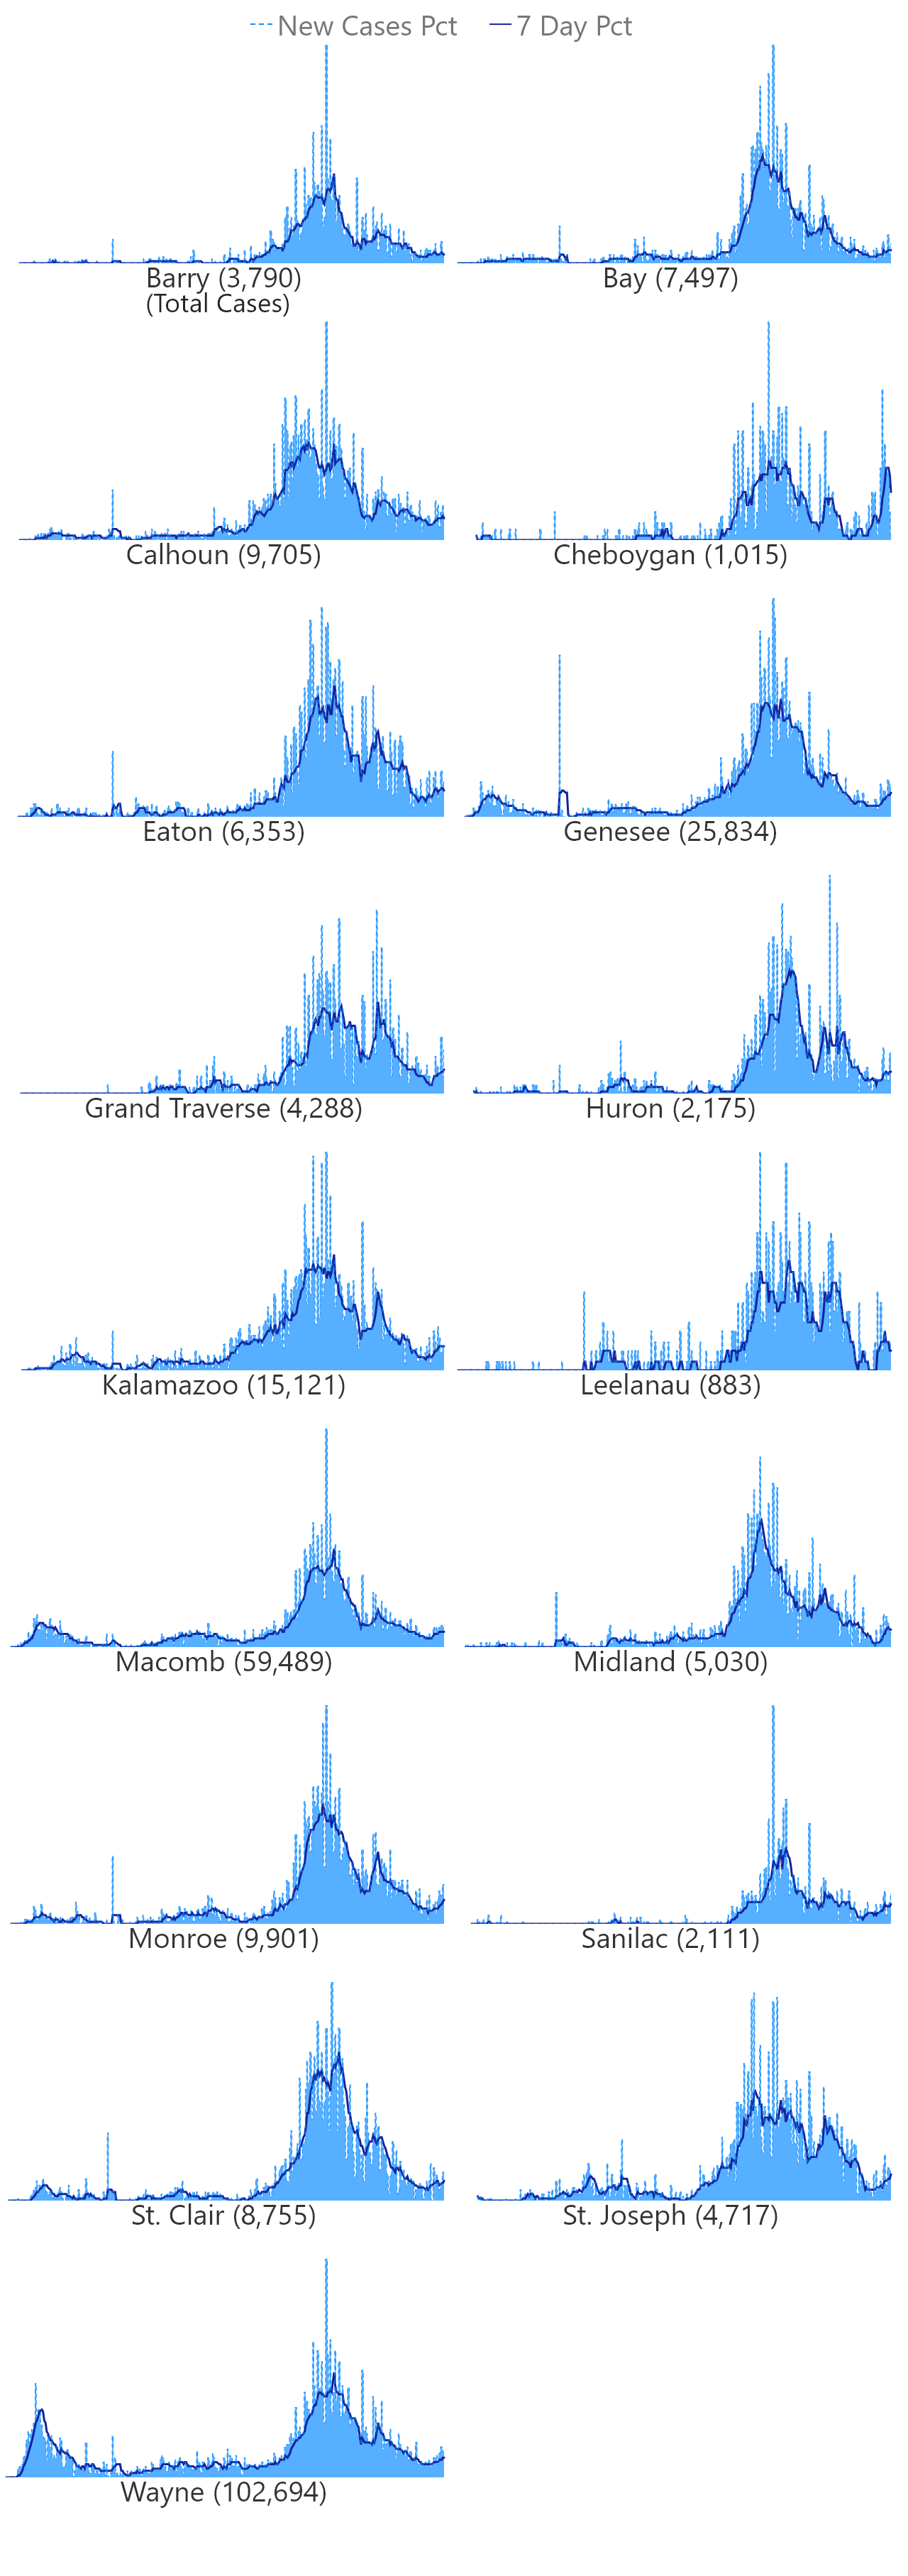 New Cases Pct 7 Day Pct
Barry (3,790) Bay (7,497)
(Total Cases)
Calhoun (9,705) Cheboygan (1,015)
Eaton (6,353) Genesee (25,834)
Grand Traverse (4,288) Huron (2,175)
Kalamazoo (15,121) Leelanau (883)
Macomb (59,489) Midland (5,030)
Monroe (9,901) Sanilac (2,111)
St. Clair (8,755) St. Joseph (4,717)
Wayne (102,694)